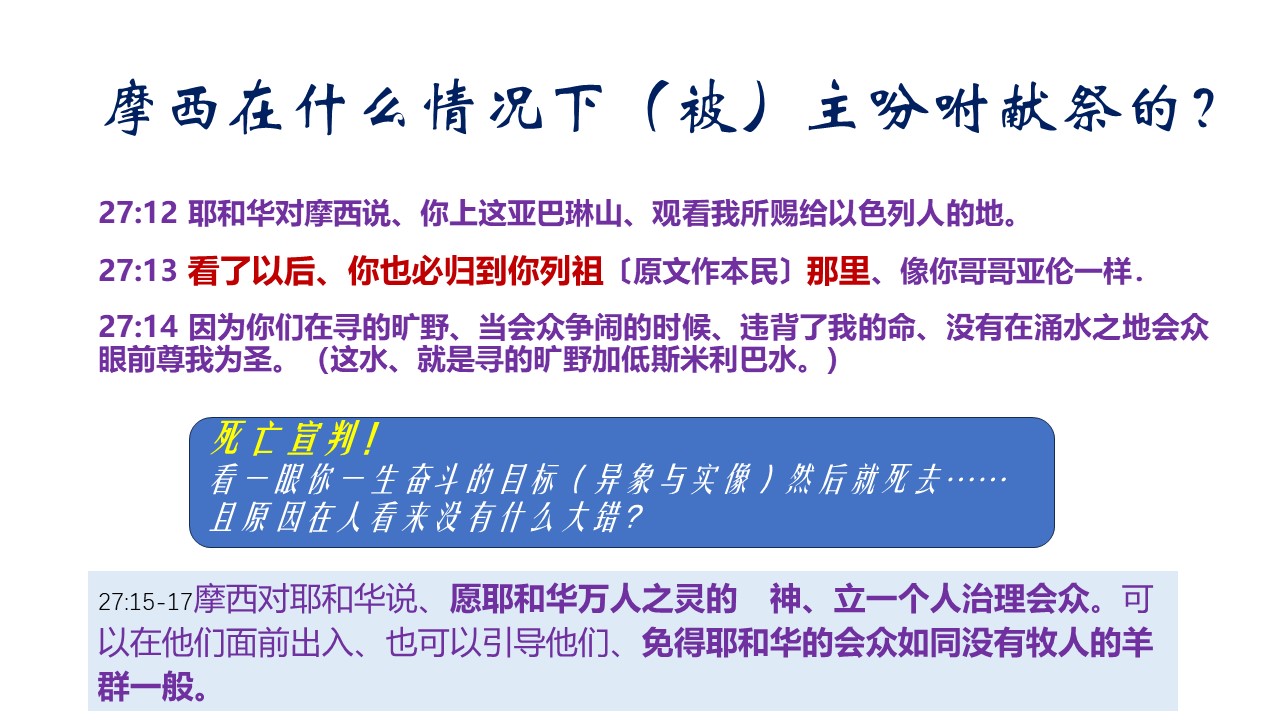 摩西在什么情况下（被）主吩咐献祭的？
27:12 耶和华对摩西说、你上这亚巴琳山、观看我所赐给以色列人的地。
27:13 看了以后、你也必归到你列祖〔原文作本民〕那里、像你哥哥亚伦一样．
27:14 因为你们在寻的旷野、当会众争闹的时候、违背了我的命、没有在涌水之地会众
眼前尊我为圣。（这水、就是寻的旷野加低斯米利巴水。）
死亡宣判！
看一眼你一生奋斗的目标（异象与实像）然后就死去……
且原因在人看来没有什么大错？
27:15-17摩西对耶和华说、愿耶和华万人之灵的　神、立一个人治理会众。可
以在他们面前出入、也可以引导他们、免得耶和华的会众如同没有牧人的羊
群一般。